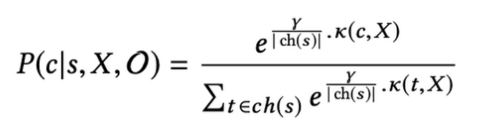 P(c|s, X, 𝒪) = e^{γ/|ch(s)| .κ(c,X)} / ∑_{t∈ch(s)} e^{γ/|ch(s)| .κ(t,X)}